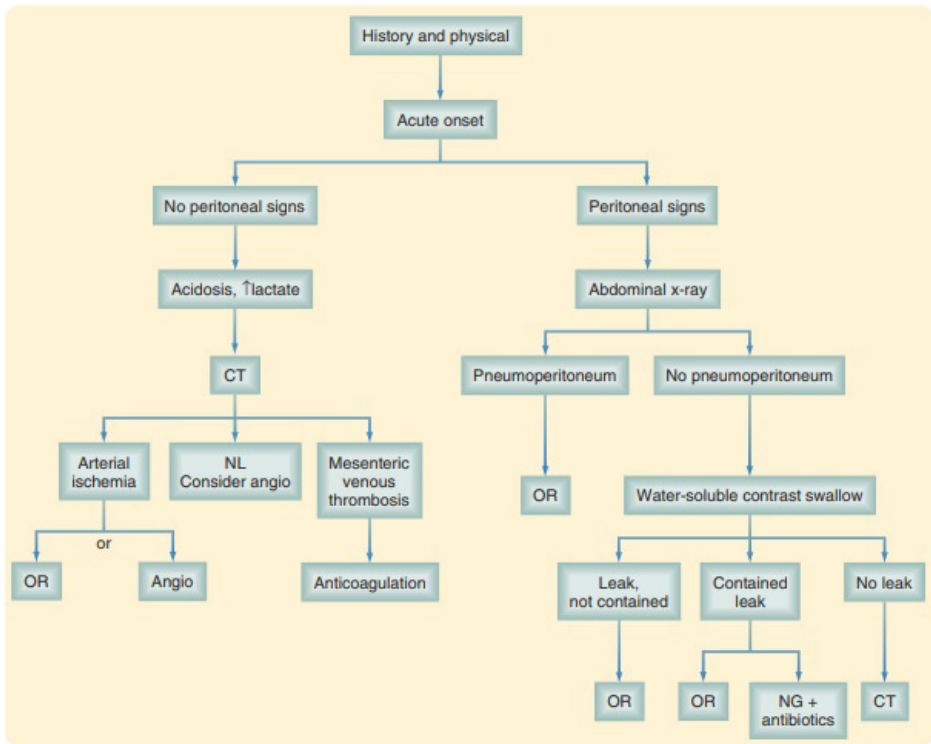 History and physical
Acute onset
No peritoneal signs
Peritoneal signs
Acidosis, ↑lactate
Abdominal x-ray
CT
Pneumoperitoneum
No pneumoperitoneum
Arterial
ischemia
NL
Consider angio
Mesenteric
venous
thrombosis
OR
Water-soluble contrast swallow
or
OR
Angio
Anticoagulation
Leak,
not contained
Contained
leak
No leak
OR
OR
NG +
antibiotics
CT